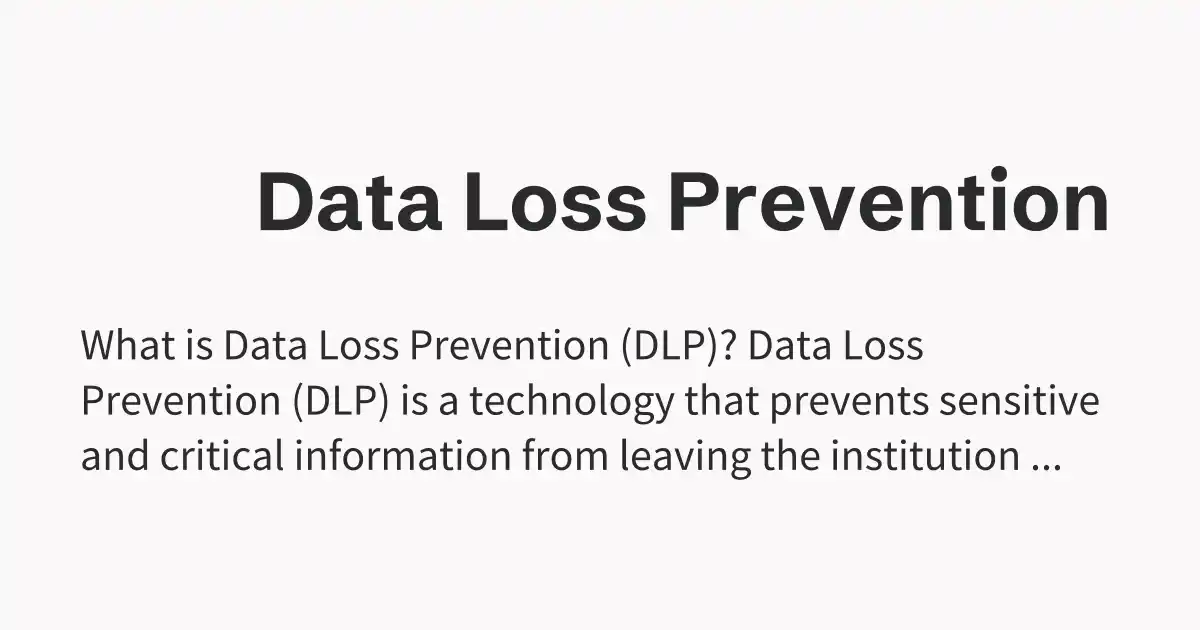 Data Loss Prevention
What is Data Loss Prevention (DLP)? Data Loss
Prevention (DLP) is a technology that prevents sensitive
and critical information from leaving the institution ...